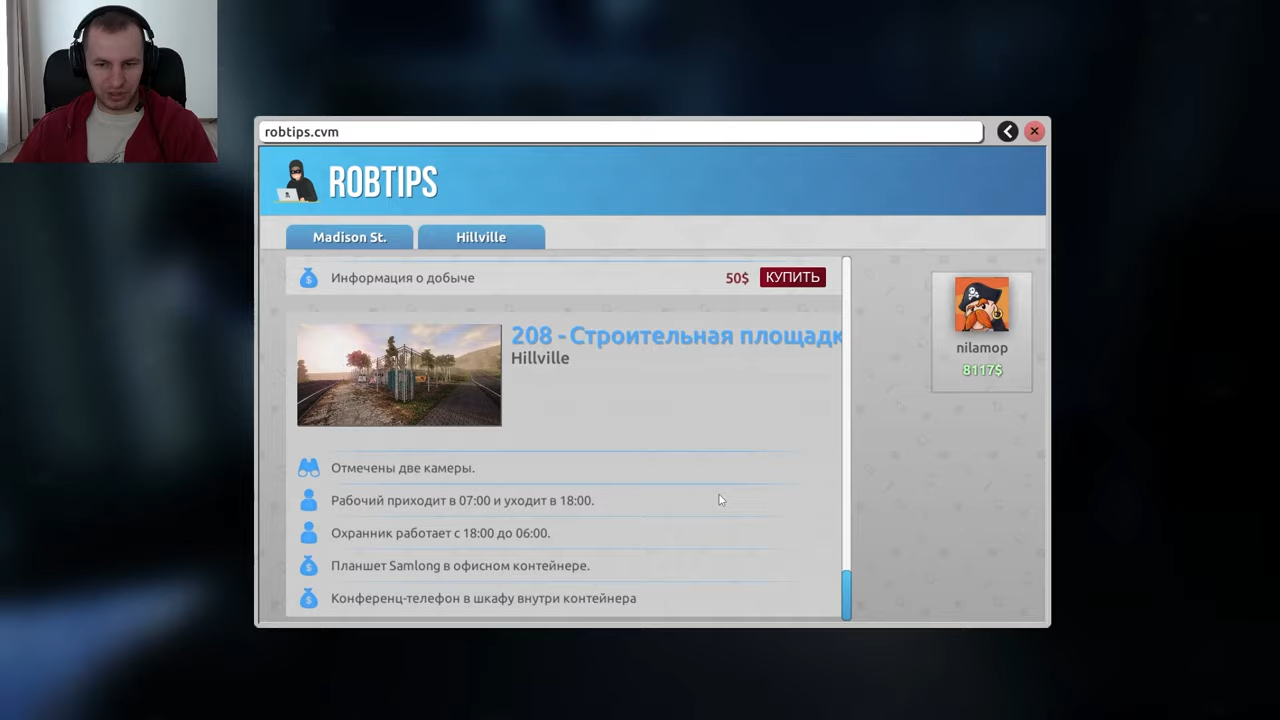 robtips.cvm
ROBTIPS
Madison St.
Hillville
Информация о добыче
50$
КУПИТЬ
208 - Строительная площадк
Hillville
nilamop
8117$
Отмечены две камеры.
Рабочий приходит в 07:00 и уходит в 18:00.
Охранник работает с 18:00 до 06:00.
Планшет Samlong в офисном контейнере.
Конференц-телефон в шкафу внутри контейнера